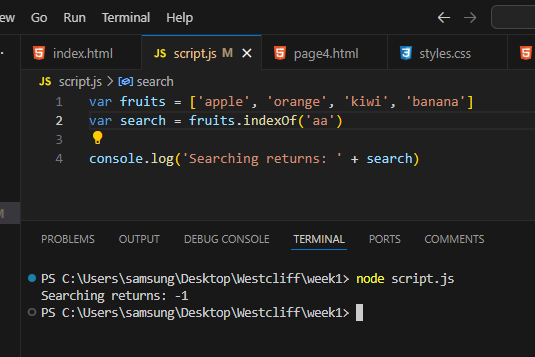 Go Run Terminal Help
index.html JS script.js M page4.html styles.css
JS script.js > search
1 var fruits = ['apple', 'orange', 'kiwi', 'banana']
2 var search = fruits.indexOf('aa')
3
4 console.log('Searching returns: ' + search)
M
PROBLEMS OUTPUT DEBUG CONSOLE TERMINAL PORTS COMMENTS
PS C:\Users\samsung\Desktop\Westcliff\week1> node script.js
Searching returns: -1
PS C:\Users\samsung\Desktop\Westcliff\week1>